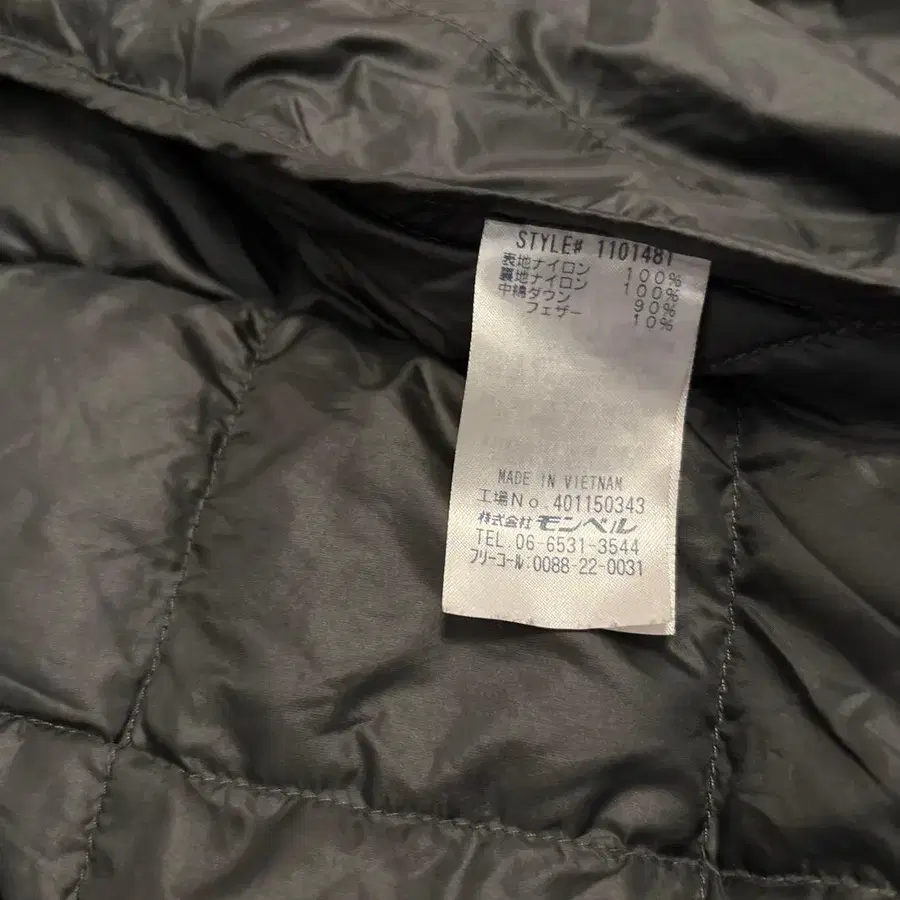 STYLE# 1101481
表地ナイロン 100%
裏地ナイロン 100%
中綿ダウン 90%
フェザー 10%
MADE IN VIETNAM
工場No. 401150343
株式会社モンベル
TEL 06-6531-3544
フリーコール:0088-22-0031